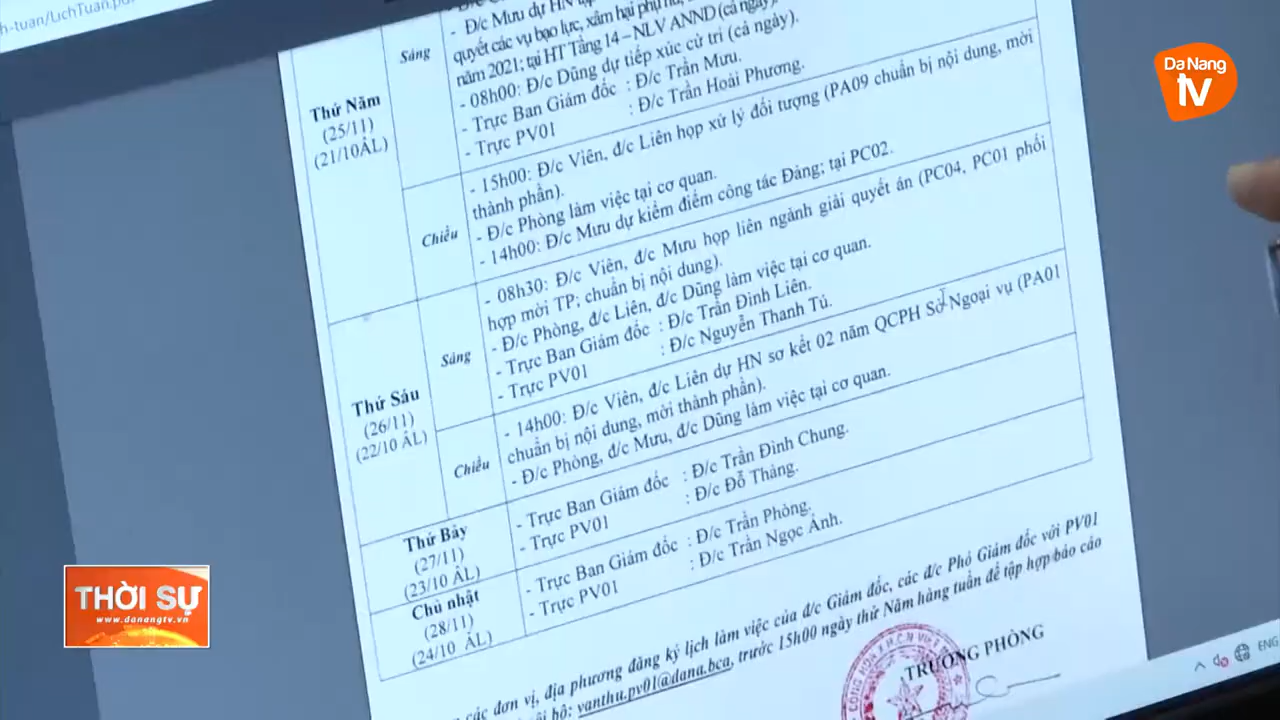 h-tuan/LichTuan.pd
- Đ/c Mưu dự HN
quyết các vụ bạo lực, xâm hại phụ nữ,
năm 2021; tại HT Tầng 14 – NLV ANND (cả ngày).
- 08h00: Đ/c Dũng dự tiếp xúc cử tri (cả ngày).
- Trực Ban Giám đốc : Đ/c Trần Mưu.
- Trực PV01 : Đ/c Trần Hoài Phương.
Thứ Năm
(25/11)
(21/10ÂL)
Sáng
- 15h00: Đ/c Viên, đ/c Liên họp xử lý đối tượng (PA09 chuẩn bị nội dung, mời
thành phần).
- Đ/c Phòng làm việc tại cơ quan.
- 14h00: Đ/c Mưu dự kiểm điểm công tác Đảng; tại PC02.
Chiều
- 08h30: Đ/c Viên, đ/c Mưu họp liên ngành giải quyết án (PC04, PC01 phối
hợp mời TP; chuẩn bị nội dung).
- Đ/c Phòng, đ/c Liên, đ/c Dũng làm việc tại cơ quan.
- Trực Ban Giám đốc : Đ/c Trần Đình Liên.
- Trực PV01 : Đ/c Nguyễn Thanh Tú.
Thứ Sáu
(26/11)
(22/10 ÂL)
Sáng
- 14h00: Đ/c Viên, đ/c Liên dự HN sơ kết 02 năm QCPH Sở Ngoại vụ (PA01
chuẩn bị nội dung, mời thành phần).
- Đ/c Phòng, đ/c Mưu, đ/c Dũng làm việc tại cơ quan.
Chiều
Thứ Bảy
(27/11)
(23/10 ÂL)
- Trực Ban Giám đốc : Đ/c Trần Đình Chung.
- Trực PV01 : Đ/c Đỗ Thảng.
Chủ nhật
(28/11)
(24/10 ÂL)
- Trực Ban Giám đốc : Đ/c Trần Phòng.
- Trực PV01 : Đ/c Trần Ngọc Ảnh.
các đơn vị, địa phương đăng ký lịch làm việc của đ/c Giám đốc, các đ/c Phó Giám đốc với PV01
hộ: vanthu.pv01@dana.bca, trước 15h00 ngày thứ Năm hàng tuần để tập hợp báo cáo
TRƯỞNG PHÒNG
ENG
Da Nang
tv
THỜI SỰ
www.danangtv.vn